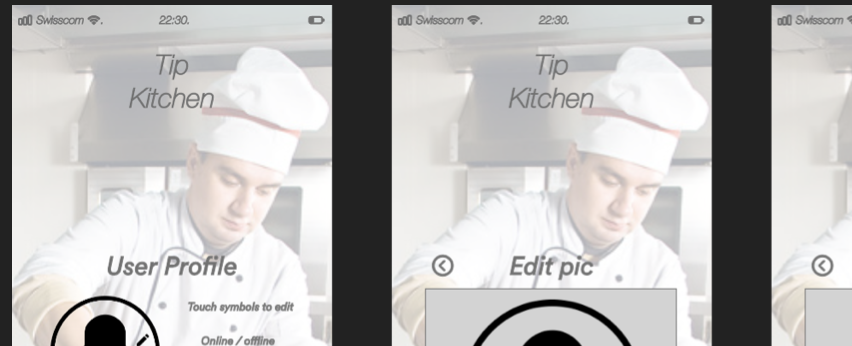 Swisscom
22:30.
Tip
Kitchen
User Profile
Touch symbols to edit
Online / offline
Swisscom
22:30.
Tip
Kitchen
Edit pic
Swisscom